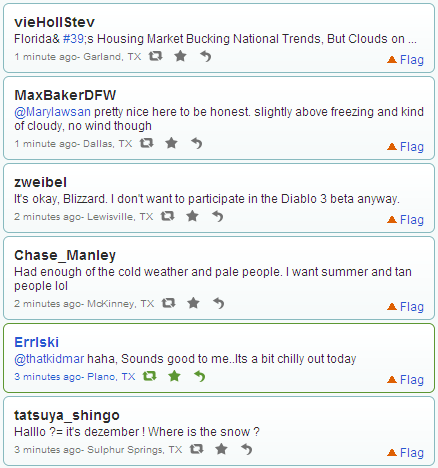 vieHollStev
Florida& #39;s Housing Market Bucking National Trends, But Clouds on ...
1 minute ago- Garland, TX
Flag
MaxBakerDFW
@Marylawsan pretty nice here to be honest. slightly above freezing and kind
of cloudy, no wind though
1 minute ago- Dallas, TX
Flag
zweibel
It's okay, Blizzard. I don't want to participate in the Diablo 3 beta anyway.
2 minutes ago- Lewisville, TX
Flag
Chase_Manley
Had enough of the cold weather and pale people. I want summer and tan
people lol
2 minutes ago- McKinney, TX
Flag
Errlski
@thatkidmar haha, Sounds good to me..Its a bit chilly out today
3 minutes ago- Plano, TX
Flag
tatsuya_shingo
Halllo ?= it's dezember ! Where is the snow ?
3 minutes ago- Sulphur Springs, TX
Flag